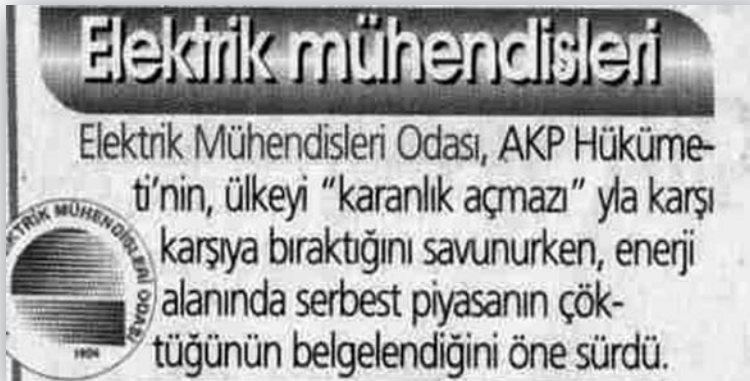 Elektrik mühendisleri
Elektrik Mühendisleri Odası, AKP Hüküme-
ti'nin, ülkeyi "karanlık açmazı" yla karşı
karşıya bıraktığını savunurken, enerji
alanında serbest piyasanın çök-
tüğünün belgelendiğini öne sürdü.
ELEKTRİK MÜHENDİSLERİ ODASI